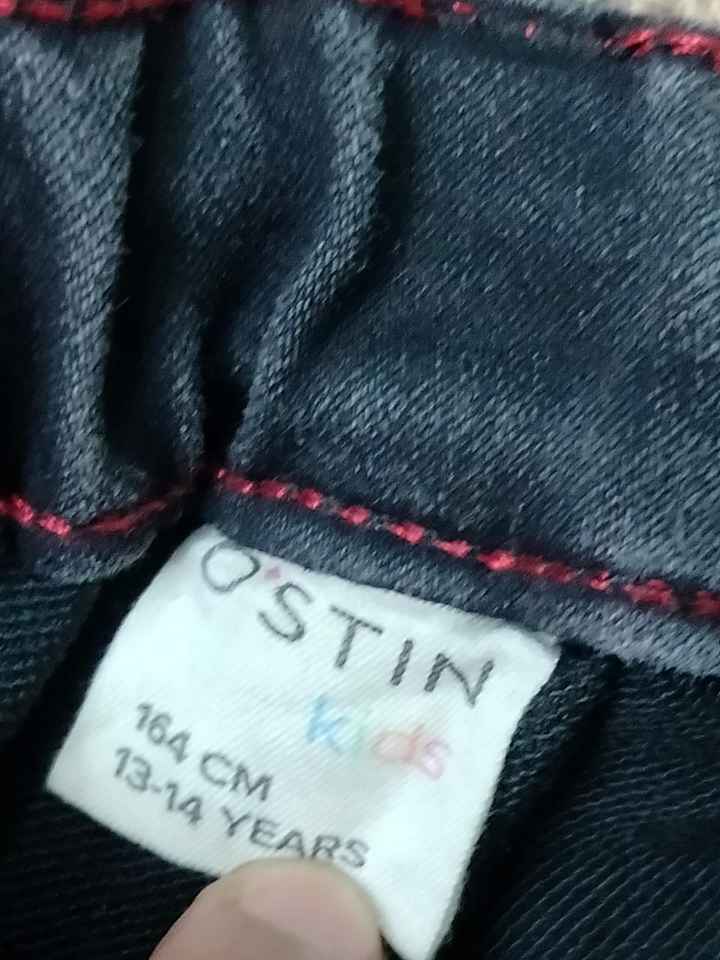 O'STIN
kids
164 CM
13-14 YEARS